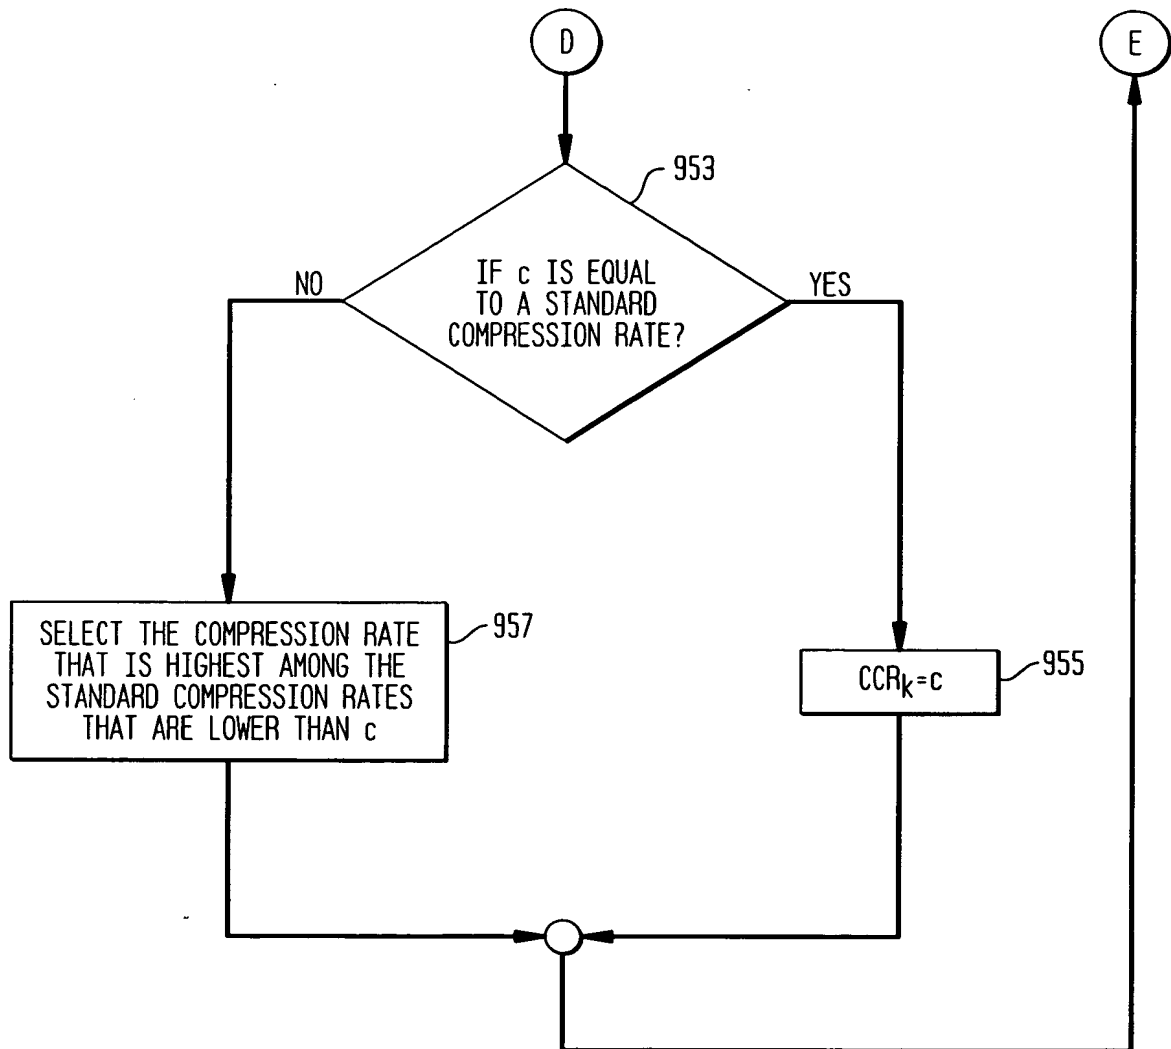 D
E
953
IF c IS EQUAL
TO A STANDARD
COMPRESSION RATE?
NO
YES
SELECT THE COMPRESSION RATE
THAT IS HIGHEST AMONG THE
STANDARD COMPRESSION RATES
THAT ARE LOWER THAN c
957
CCRk=c
955